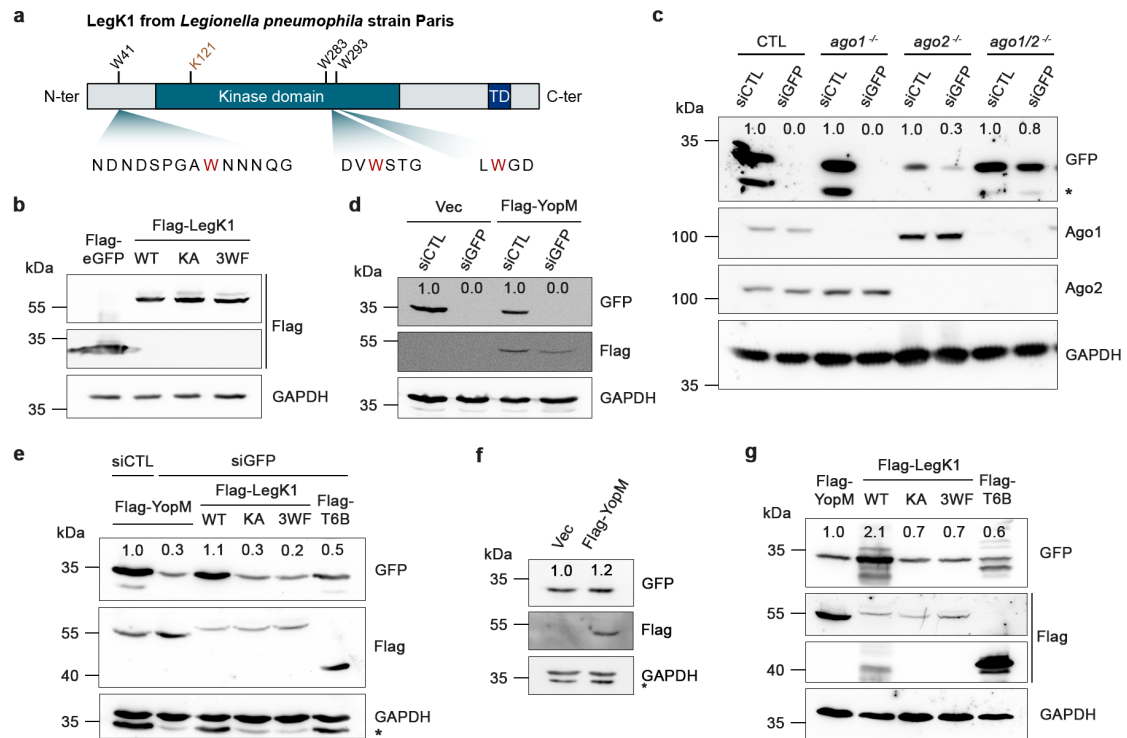 a
LegK1 from Legionella pneumophila strain Paris
W41
K121
W283
W293
N-ter
Kinase domain
TD
C-ter
NDNDSPGAWNNNQG
DVWSTG
LWGD
b
Flag-LegK1
Flag-
eGFP
WT KA 3WF
kDa
55
35
Flag
35
GAPDH
c
CTL ago1 -/- ago2 -/- ago1/2 -/-
siCTL siGFP siCTL siGFP siCTL siGFP siCTL siGFP
kDa
1.0 0.0 1.0 0.0 1.0 0.3 1.0 0.8
35
GFP
*
100
Ago1
100
Ago2
GAPDH
35
d
Vec Flag-YopM
siCTL siGFP siCTL siGFP
kDa
1.0 0.0 1.0 0.0
35
GFP
55
Flag
35
GAPDH
e
siCTL siGFP
Flag-YopM Flag-LegK1 Flag-
T6B
WT KA 3WF
kDa
1.0 0.3 1.1 0.3 0.2 0.5
35
GFP
55
Flag
40
35
GAPDH
*
f
Vec Flag-YopM
kDa
1.0 1.2
35
GFP
55
Flag
35
GAPDH
*
g
Flag-LegK1
Flag-
YopM
WT KA 3WF
Flag-
T6B
kDa
1.0 2.1 0.7 0.7 0.6
35
GFP
55
Flag
40
35
GAPDH